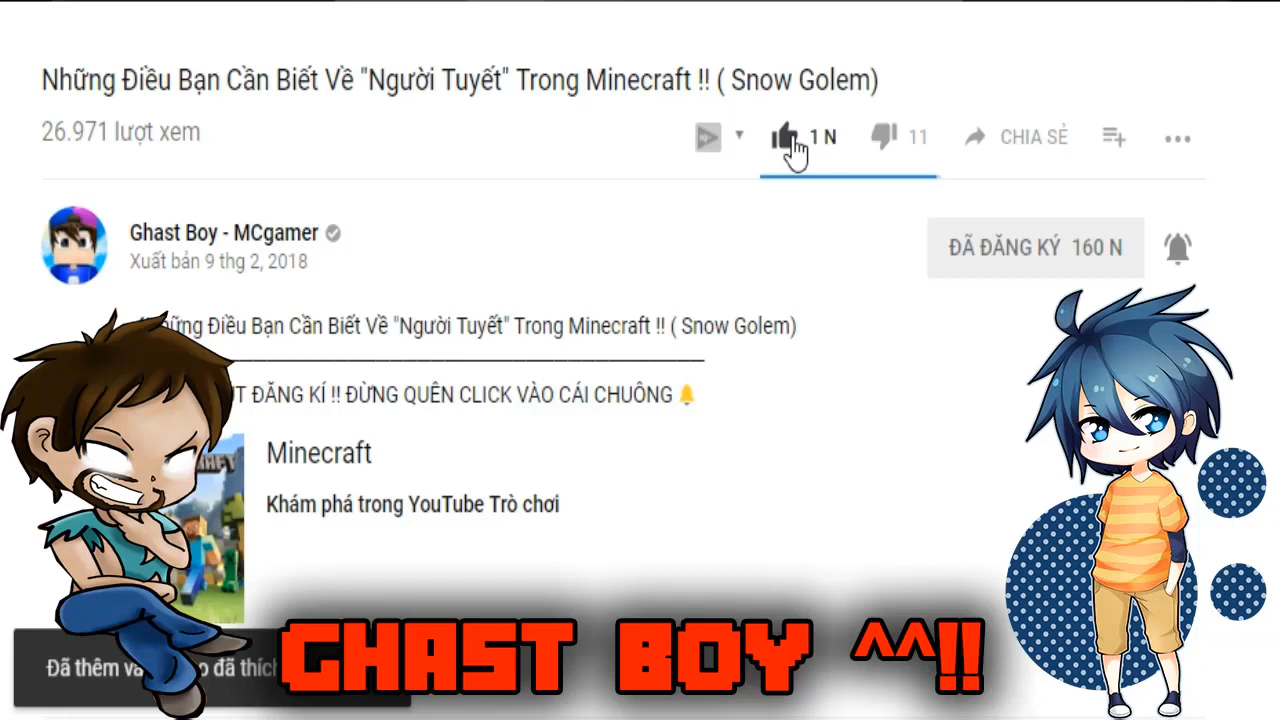 Những Điều Bạn Cần Biết Về "Người Tuyết" Trong Minecraft !! ( Snow Golem)
26.971 lượt xem
1 N 11 CHIA SẺ
Ghast Boy - MCgamer
Xuất bản 9 thg 2, 2018
ĐÃ ĐĂNG KÝ 160 N
Điều Bạn Cần Biết Về "Người Tuyết" Trong Minecraft !! ( Snow Golem)
ĐĂNG KÍ !! ĐỪNG QUÊN CLICK VÀO CÁI CHUÔNG 🔔
Minecraft
Khám phá trong YouTube Trò chơi
Đã thêm đã thích
GHAST BOY ^^!!